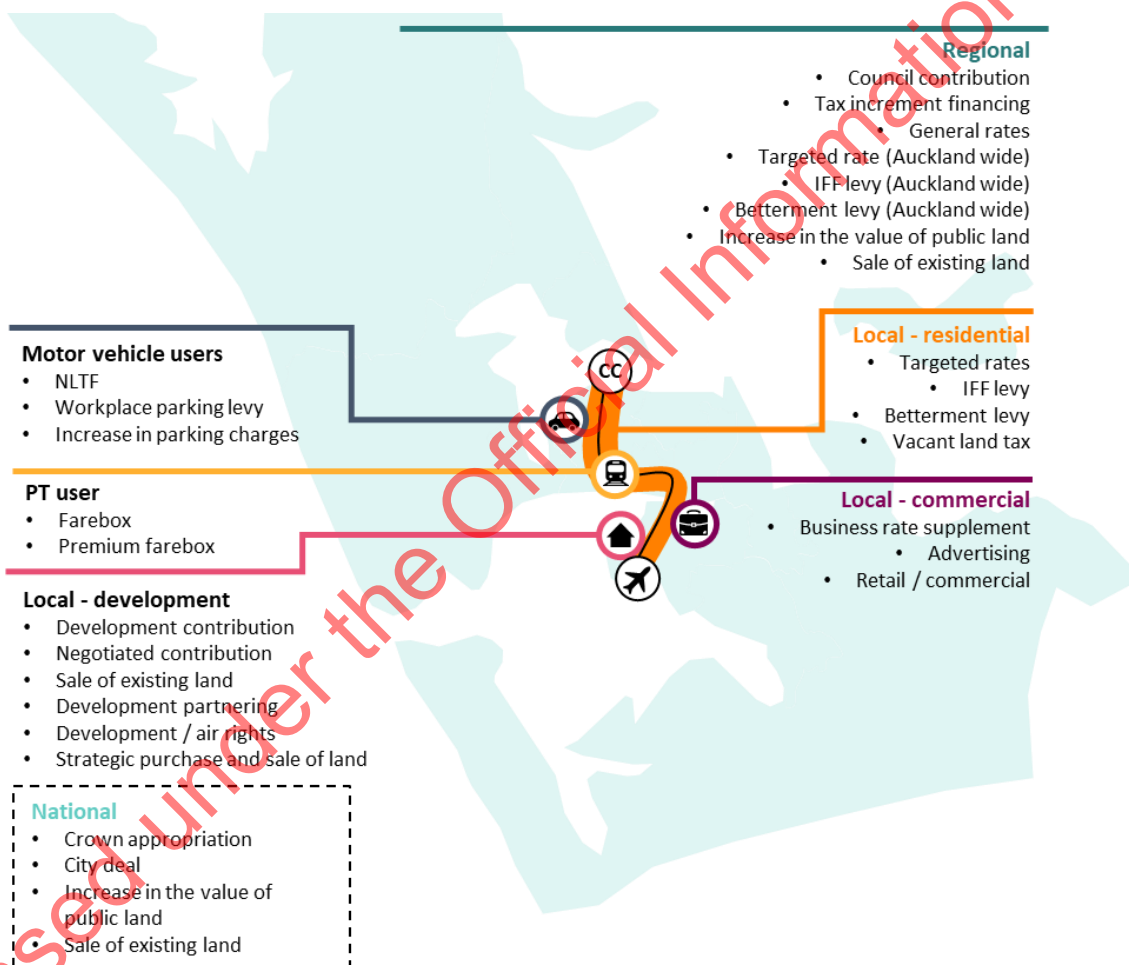 Regional
• Council contribution
• Tax increment financing
• General rates
• Targeted rate (Auckland wide)
• IFF levy (Auckland wide)
• Betterment levy (Auckland wide)
• Increase in the value of public land
• Sale of existing land
Motor vehicle users
• NLTF
• Workplace parking levy
• Increase in parking charges
CC
Local - residential
• Targeted rates
• IFF levy
• Betterment levy
• Vacant land tax
PT user
• Farebox
• Premium farebox
Local - commercial
• Business rate supplement
• Advertising
• Retail / commercial
Local - development
• Development contribution
• Negotiated contribution
• Sale of existing land
• Development partnering
• Development / air rights
• Strategic purchase and sale of land
National
• Crown appropriation
• City deal
• Increase in the value of
public land
• Sale of existing land
sed under the Official Information